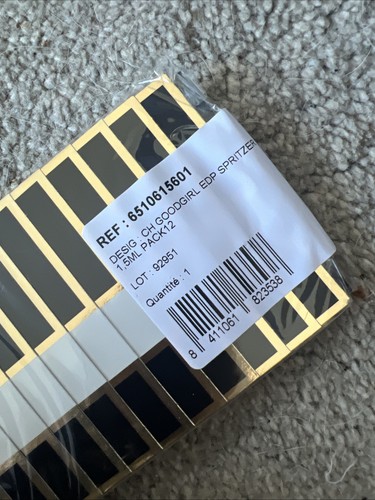 REF : 6510615601
DESIG : CH GOODGIRL EDP SPRITZER
1,5ML PACK12
LOT : 92951
Quantité : 1
8 411061 823538